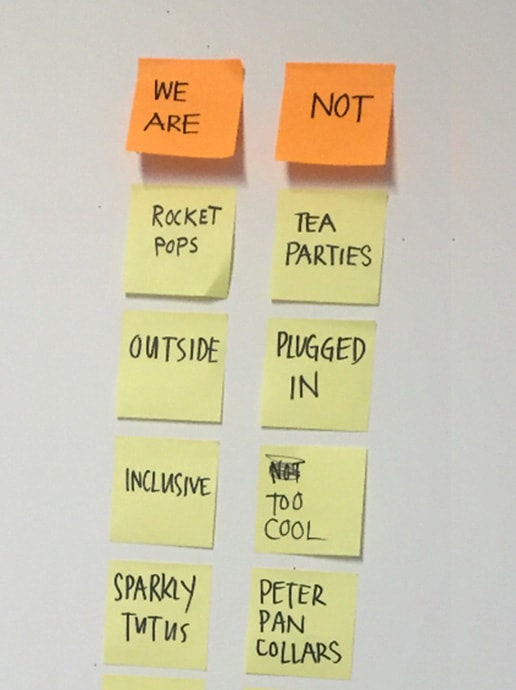 WE
ARE
NOT
ROCKET
POPS
TEA
PARTIES
OUTSIDE
PLUGGED
IN
INCLUSIVE
NOT
TOO
COOL
SPARKLY
TUTUS
PETER
PAN
COLLARS